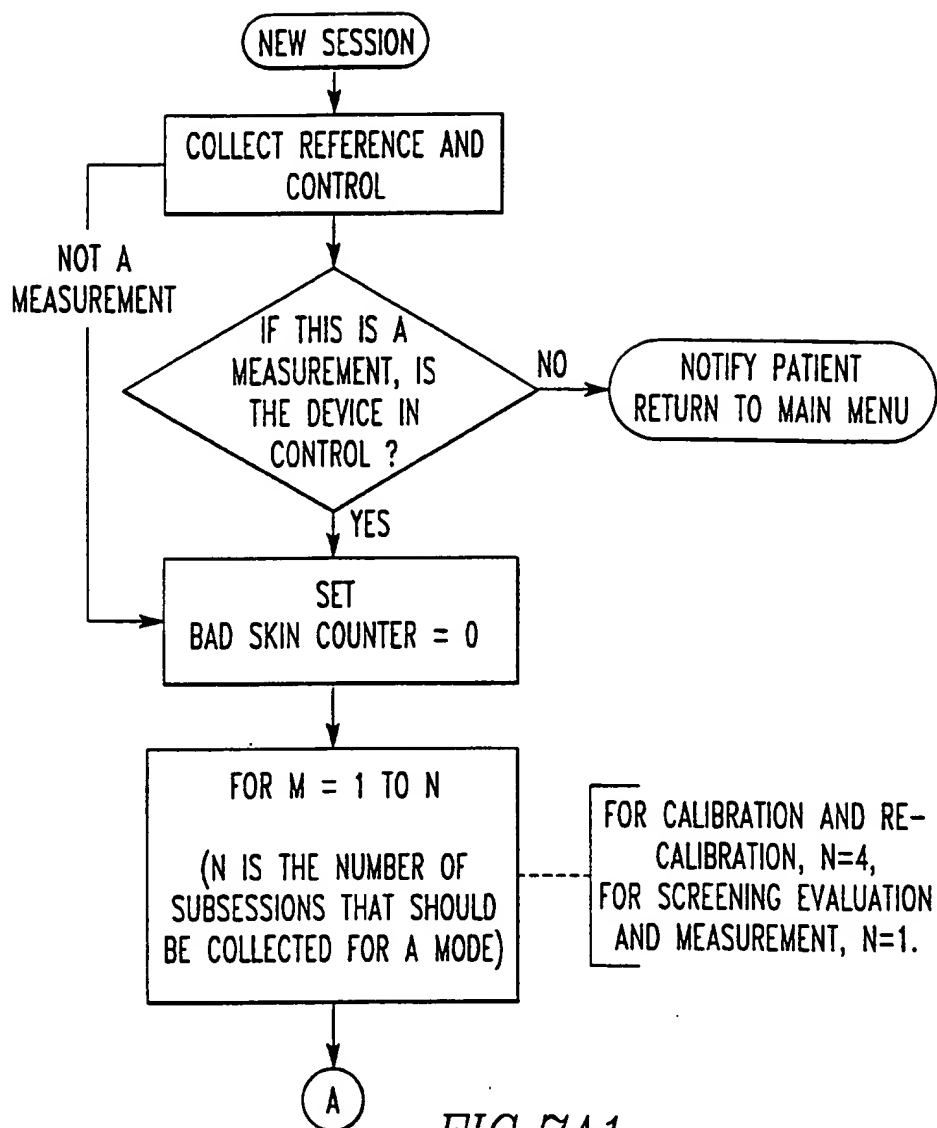 NEW SESSION
COLLECT REFERENCE AND
CONTROL
NOT A
MEASUREMENT
IF THIS IS A
MEASUREMENT, IS
THE DEVICE IN
CONTROL ?
NO
NOTIFY PATIENT
RETURN TO MAIN MENU
YES
SET
BAD SKIN COUNTER = 0
FOR M = 1 TO N
(N IS THE NUMBER OF
SUBSESSIONS THAT SHOULD
BE COLLECTED FOR A MODE)
FOR CALIBRATION AND RE-
CALIBRATION, N=4,
FOR SCREENING EVALUATION
AND MEASUREMENT, N=1.
A
FIG.7A1